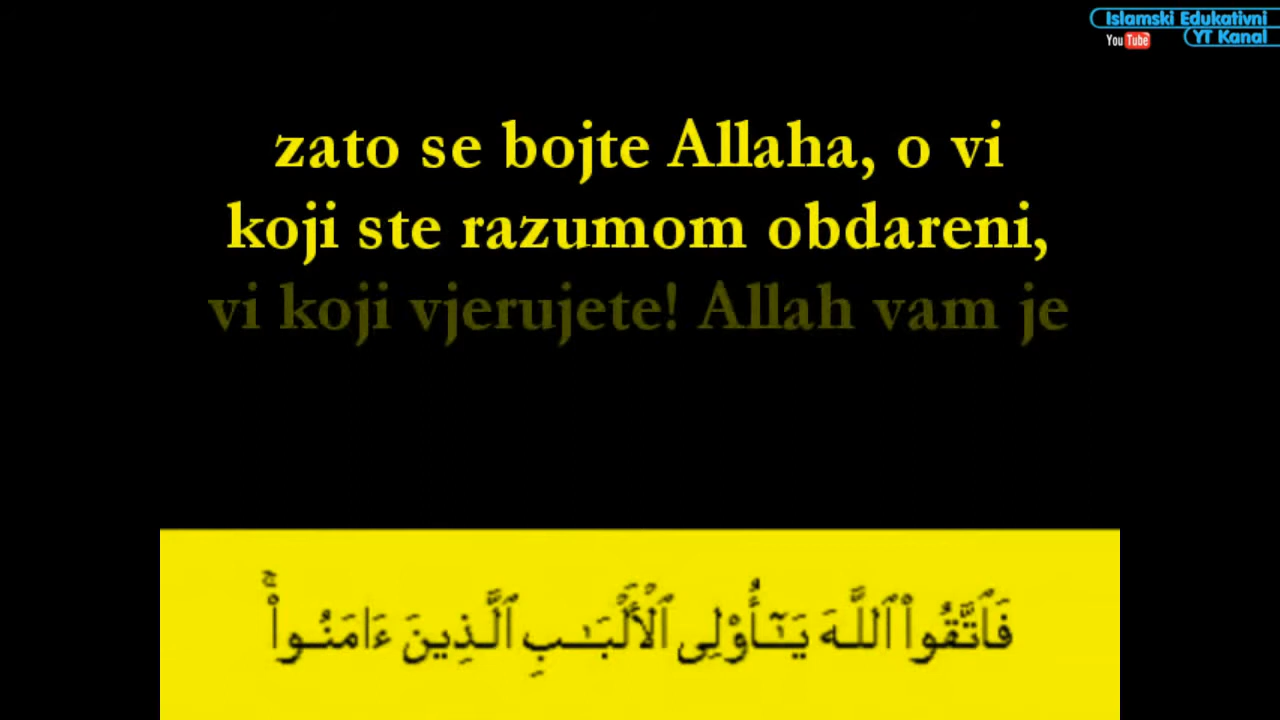 Islamski Edukativni
YouTube YT Kanal
zato se bojte Allaha, o vi
koji ste razumom obdareni,
vi koji vjerujete! Allah vam je
فَٱتَّقُوا۟ ٱللَّهَ يَـٰٓأُو۟لِى ٱلْأَلْبَـٰبِ ٱلَّذِينَ ءَامَنُوا۟ ۚ